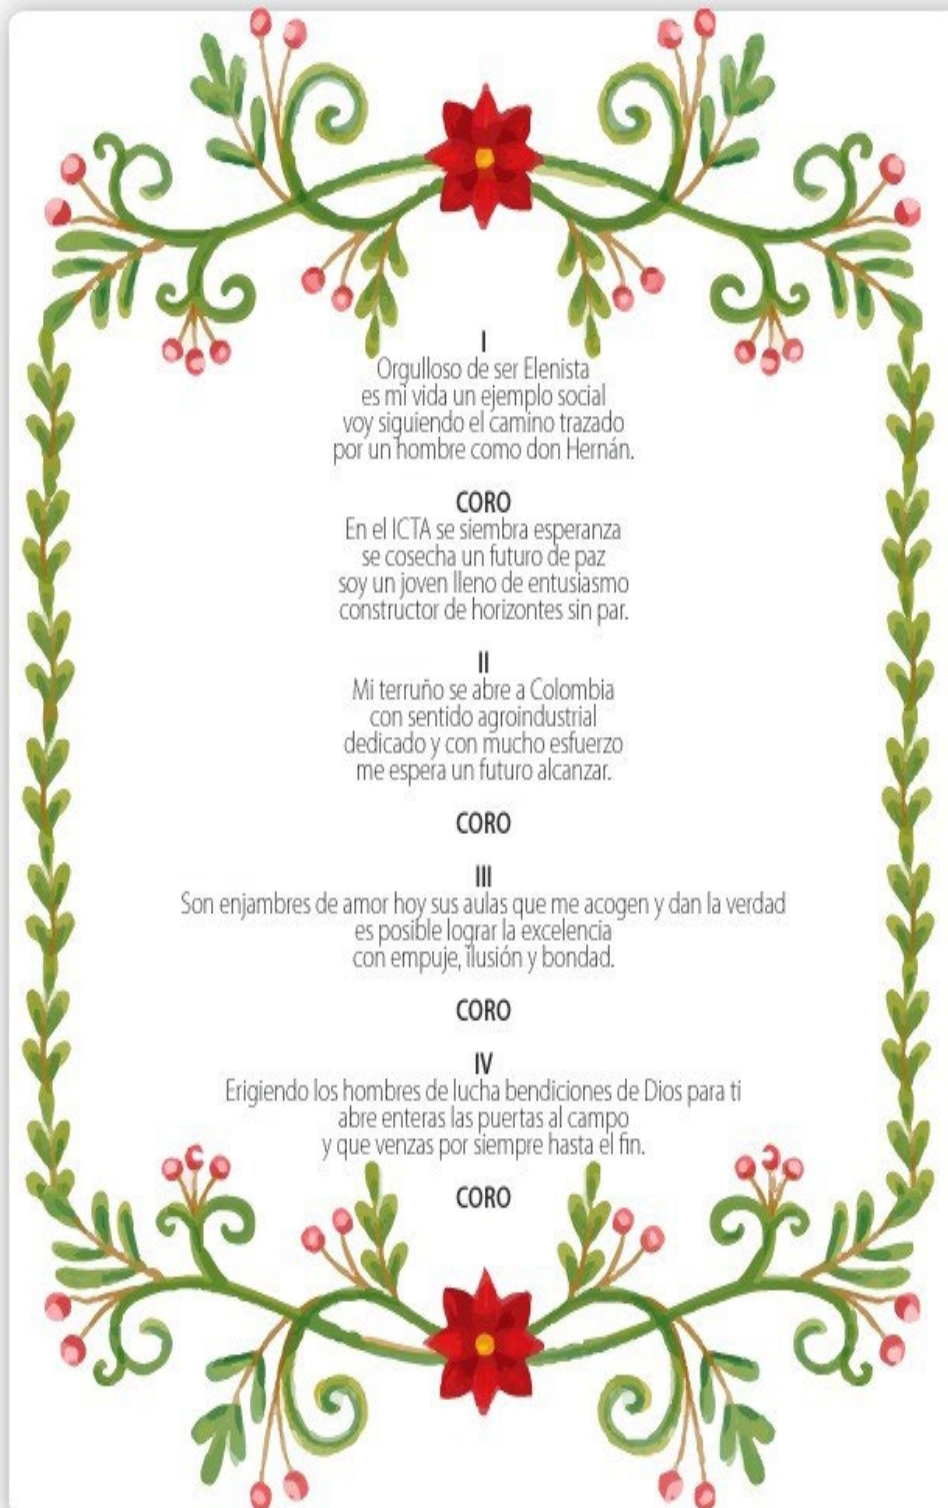 I
Orgulloso de ser Elenista
es mi vida un ejemplo social
voy siguiendo el camino trazado
por un hombre como don Hernán.
CORO
En el ICTA se siembra esperanza
se cosecha un futuro de paz
soy un joven lleno de entusiasmo
constructor de horizontes sin par.
II
Mi terruño se abre a Colombia
con sentido agroindustrial
dedicado y con mucho esfuerzo
me espera un futuro alcanzar.
CORO
III
Son enjambres de amor hoy sus aulas que me acogen y dan la verdad
es posible lograr la excelencia
con empuje, ilusión y bondad.
CORO
IV
Erigiendo los hombres de lucha bendiciones de Dios para ti
abre enteras las puertas al campo
y que venzas por siempre hasta el fin.
CORO